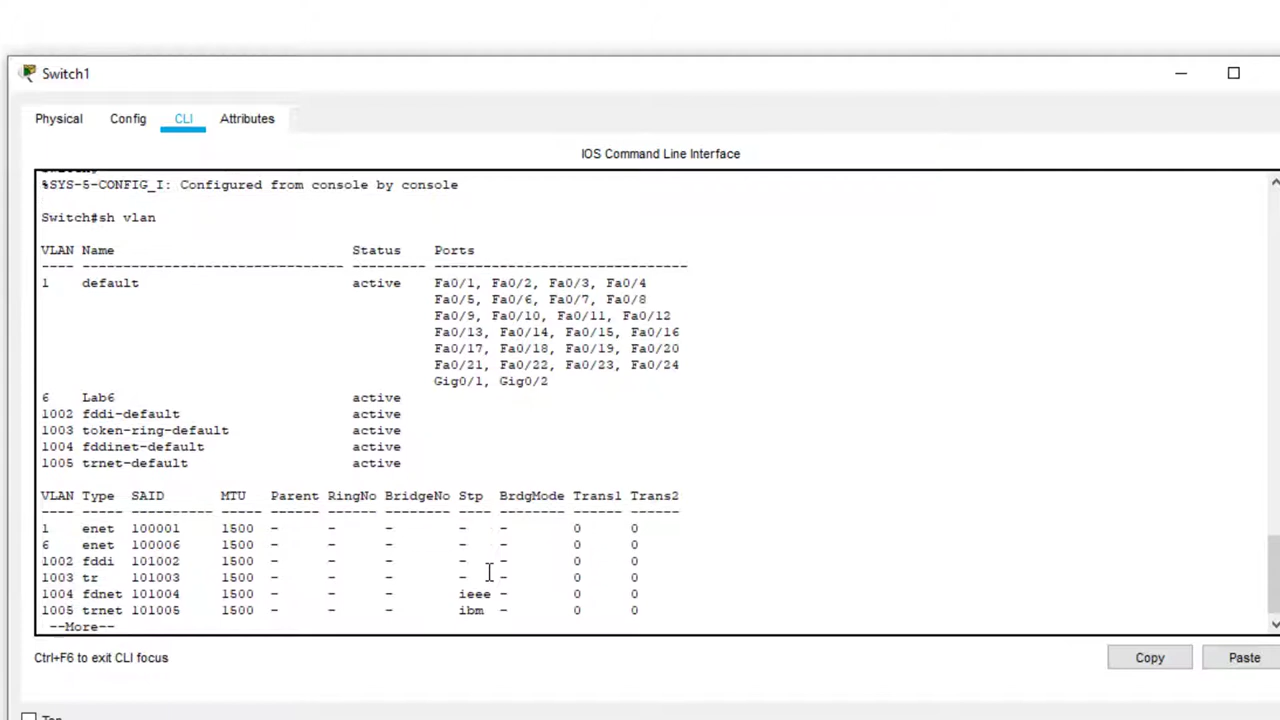 Switch1
Physical Config CLI Attributes
IOS Command Line Interface
%SYS-5-CONFIG_I: Configured from console by console
Switch#sh vlan
VLAN Name                             Status    Ports
---- -------------------------------- --------- -------------------------------
1    default                          active    Fa0/1, Fa0/2, Fa0/3, Fa0/4
                                                Fa0/5, Fa0/6, Fa0/7, Fa0/8
                                                Fa0/9, Fa0/10, Fa0/11, Fa0/12
                                                Fa0/13, Fa0/14, Fa0/15, Fa0/16
                                                Fa0/17, Fa0/18, Fa0/19, Fa0/20
                                                Fa0/21, Fa0/22, Fa0/23, Fa0/24
                                                Gig0/1, Gig0/2
6    Lab6                             active
1002 fddi-default                     active
1003 token-ring-default               active
1004 fddinet-default                  active
1005 trnet-default                    active
VLAN Type  SAID       MTU   Parent RingNo BridgeNo Stp  BrdgMode Trans1 Trans2
---- ----- ---------- ----- ------ ------ -------- ---- -------- ------ ------
1    enet  100001     1500  -      -      -        -    -        0      0
6    enet  100006     1500  -      -      -        -    -        0      0
1002 fddi  101002     1500  -      -      -        -    -        0      0
1003 tr    101003     1500  -      -      -        -    -        0      0
1004 fdnet 101004     1500  -      -      -        ieee -        0      0
1005 trnet 101005     1500  -      -      -        ibm  -        0      0
 --More--
Ctrl+F6 to exit CLI focus
Copy Paste